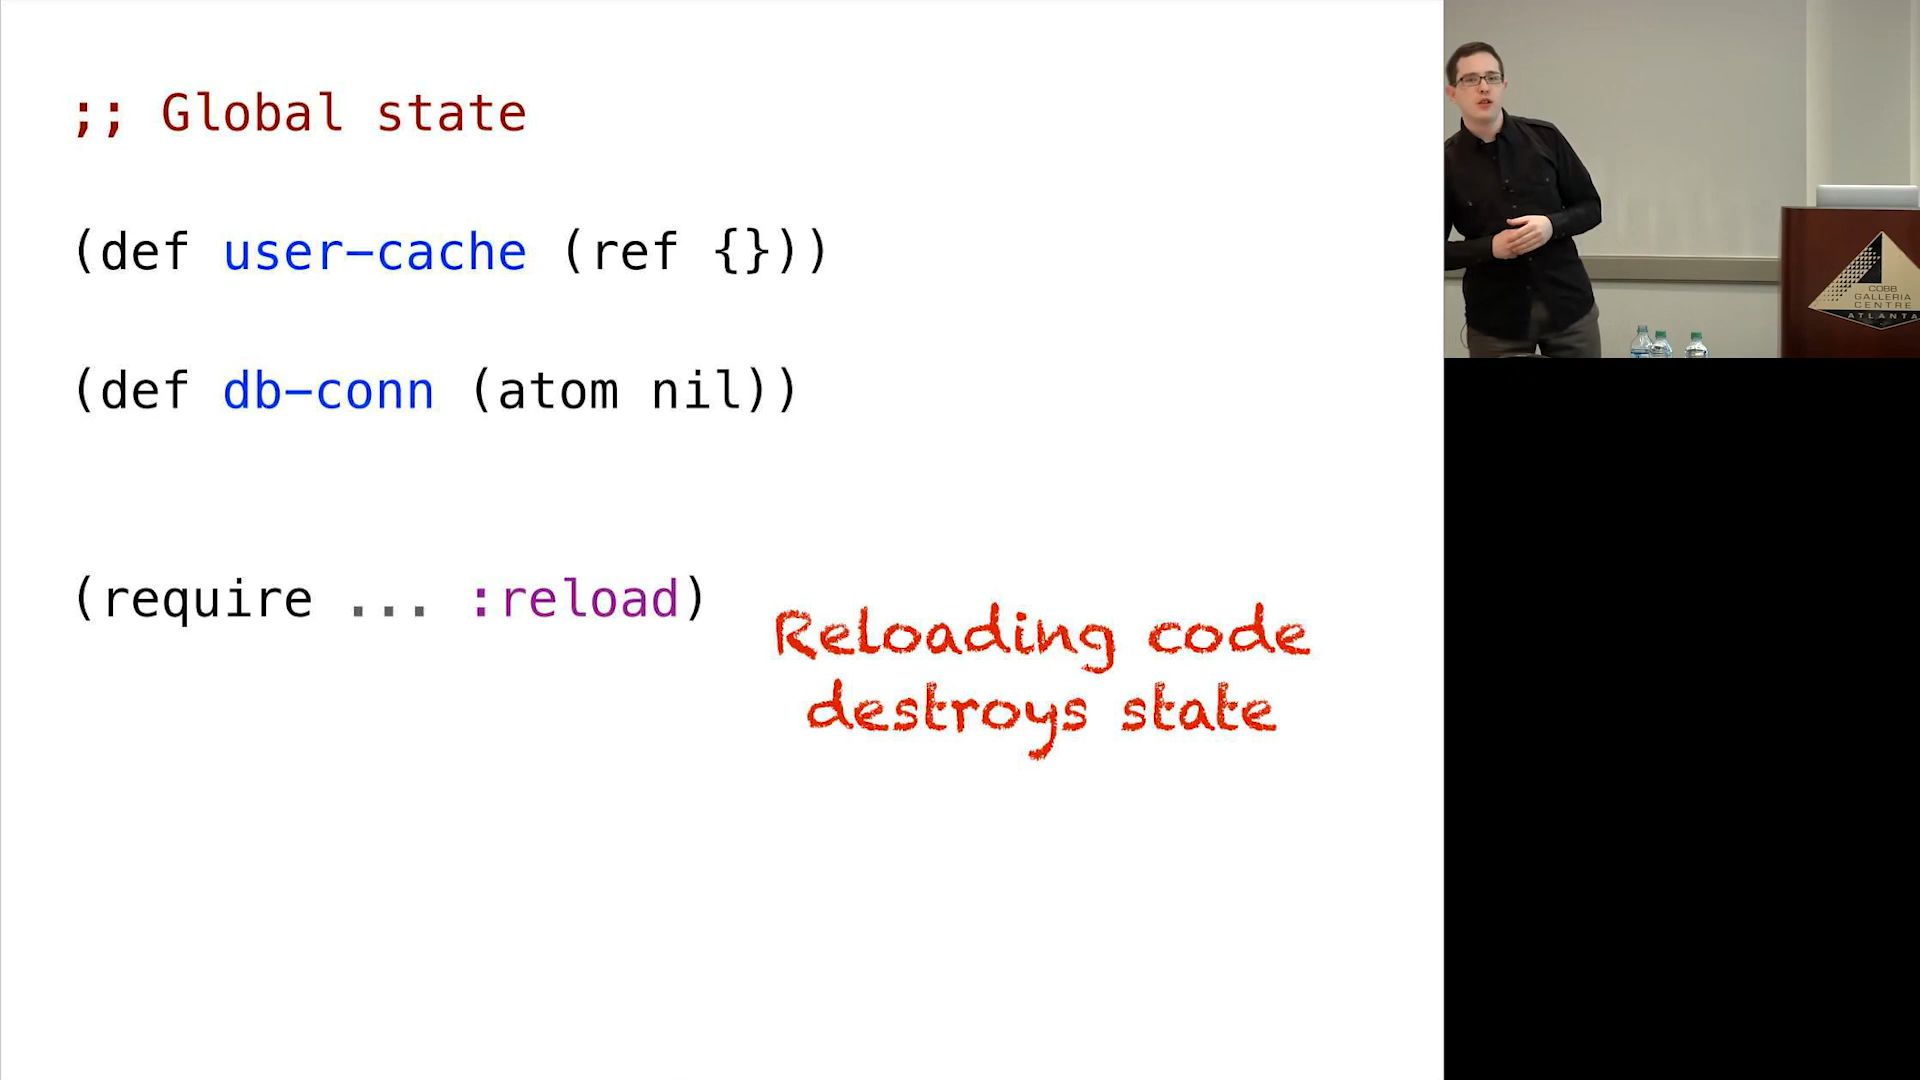 ;; Global state
(def user-cache (ref {}))
(def db-conn (atom nil))
(require ... :reload)
Reloading code
destroys state
COBB
GALLERIA
CENTRE
ATLANTA